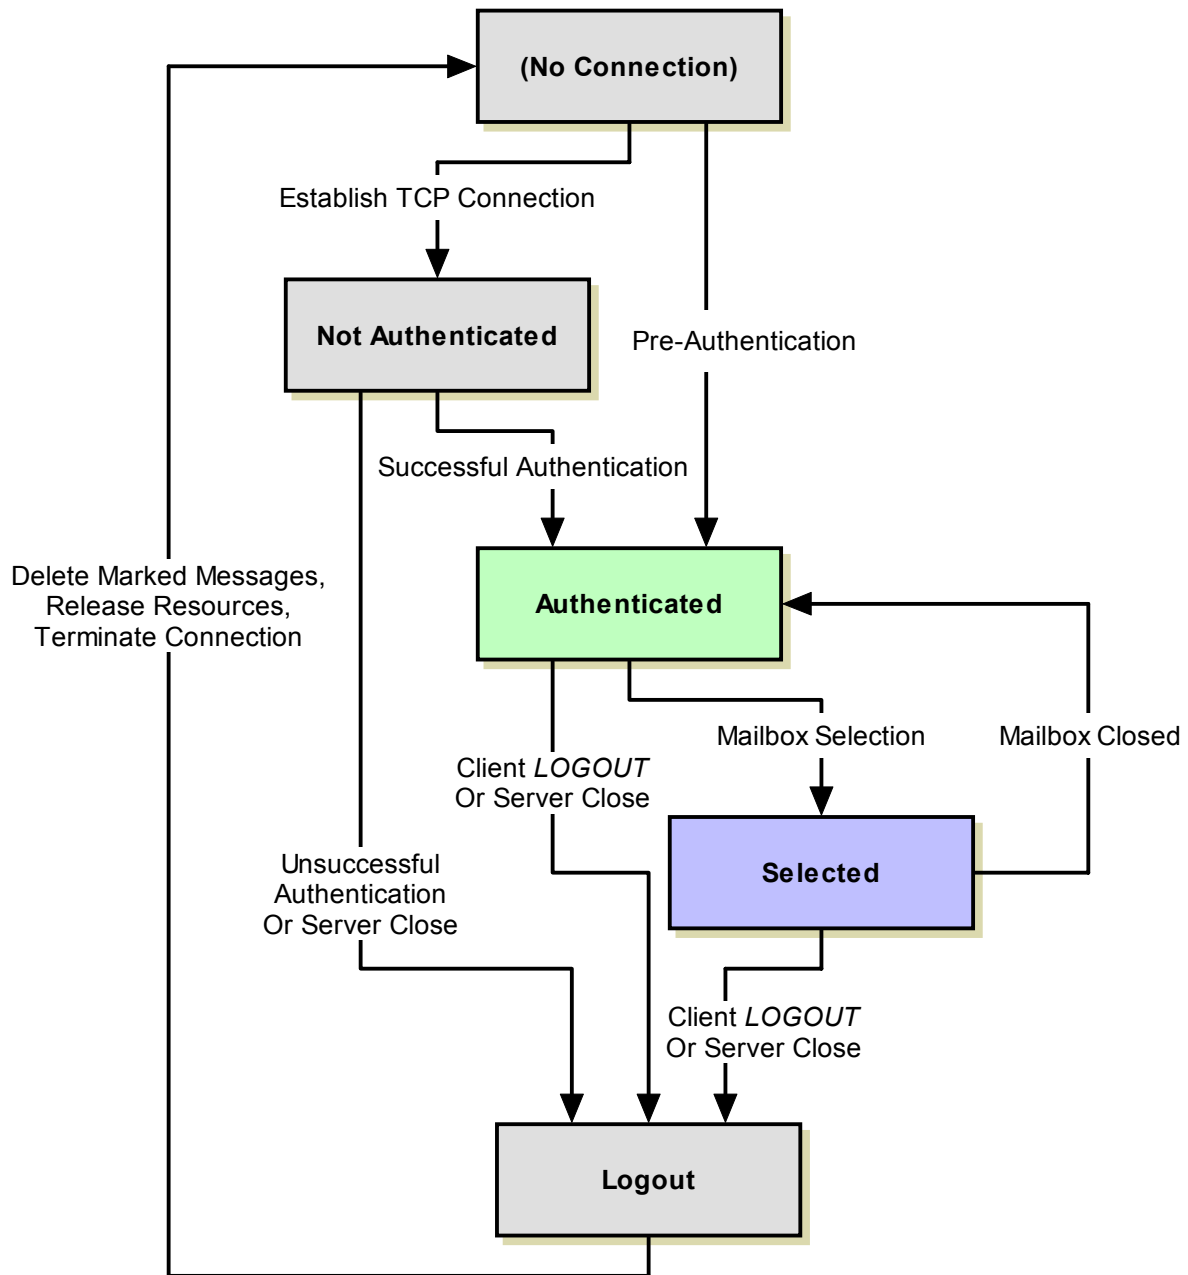 (No Connection)
Establish TCP Connection
Not Authenticated
Pre-Authentication
Successful Authentication
Delete Marked Messages,
Release Resources,
Terminate Connection
Authenticated
Mailbox Selection
Mailbox Closed
Client LOGOUT
Or Server Close
Unsuccessful
Authentication
Or Server Close
Selected
Client LOGOUT
Or Server Close
Logout